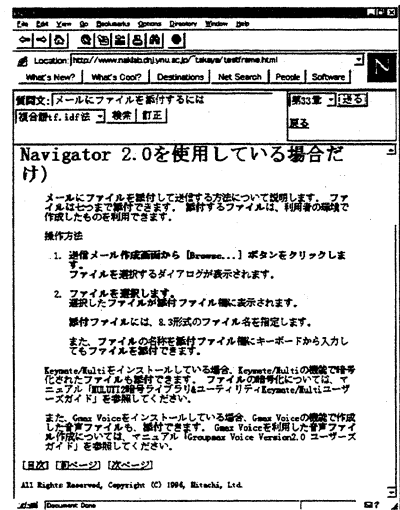 File Edit View Go Bookmarks Options Directory Window Help
Location: http://www.naklab.dnj.ynu.ac.jp/~takaya/testframe.html
What's New? What's Cool? Destinations Net Search People Software
質問文: メールにファイルを添付するには
第33章 送る
複合語tf.idf法 検索 訂正
戻る
Navigator 2.0を使用している場合だ
け)
メールにファイルを添付して送信する方法について説明します。 ファ
イルは七つまで添付できます。 添付するファイルは、利用者の環境で
作成したものを利用できます。
操作方法
1. 送信メール作成画面から [Browse...] ボタンをクリックしま
す。
ファイルを選択するダイアログが表示されます。
2. ファイルを選択します。
選択したファイルが添付ファイル欄に表示されます。
添付ファイルには、8.3形式のファイル名を指定します。
また、ファイルの名称を添付ファイル欄にキーボードから入力し
てもファイルを添付できます。
Keymate/Multiをインストールしている場合、Keymate/Multiの機能で暗号
化されたファイルも添付できます。 ファイルの暗号化については、マ
ニュアル「MULUTI2暗号ライブラリ&ユーティリティKeymate/Multiユーザ
ーズガイド」を参照してください。
また、Gmax Voiceをインストールしている場合、Gmax Voiceの機能で作成
した音声ファイルも、添付できます。 Gmax Voiceを利用した音声ファイ
ル作成については、マニュアル「Groupmax Voice Version2.0 ユーザーズ
ガイド」を参照してください。
[目次] [前ページ] [次ページ]
All Rights Reserved, Copyright (C) 1996, Hitachi, Ltd.
Document Done